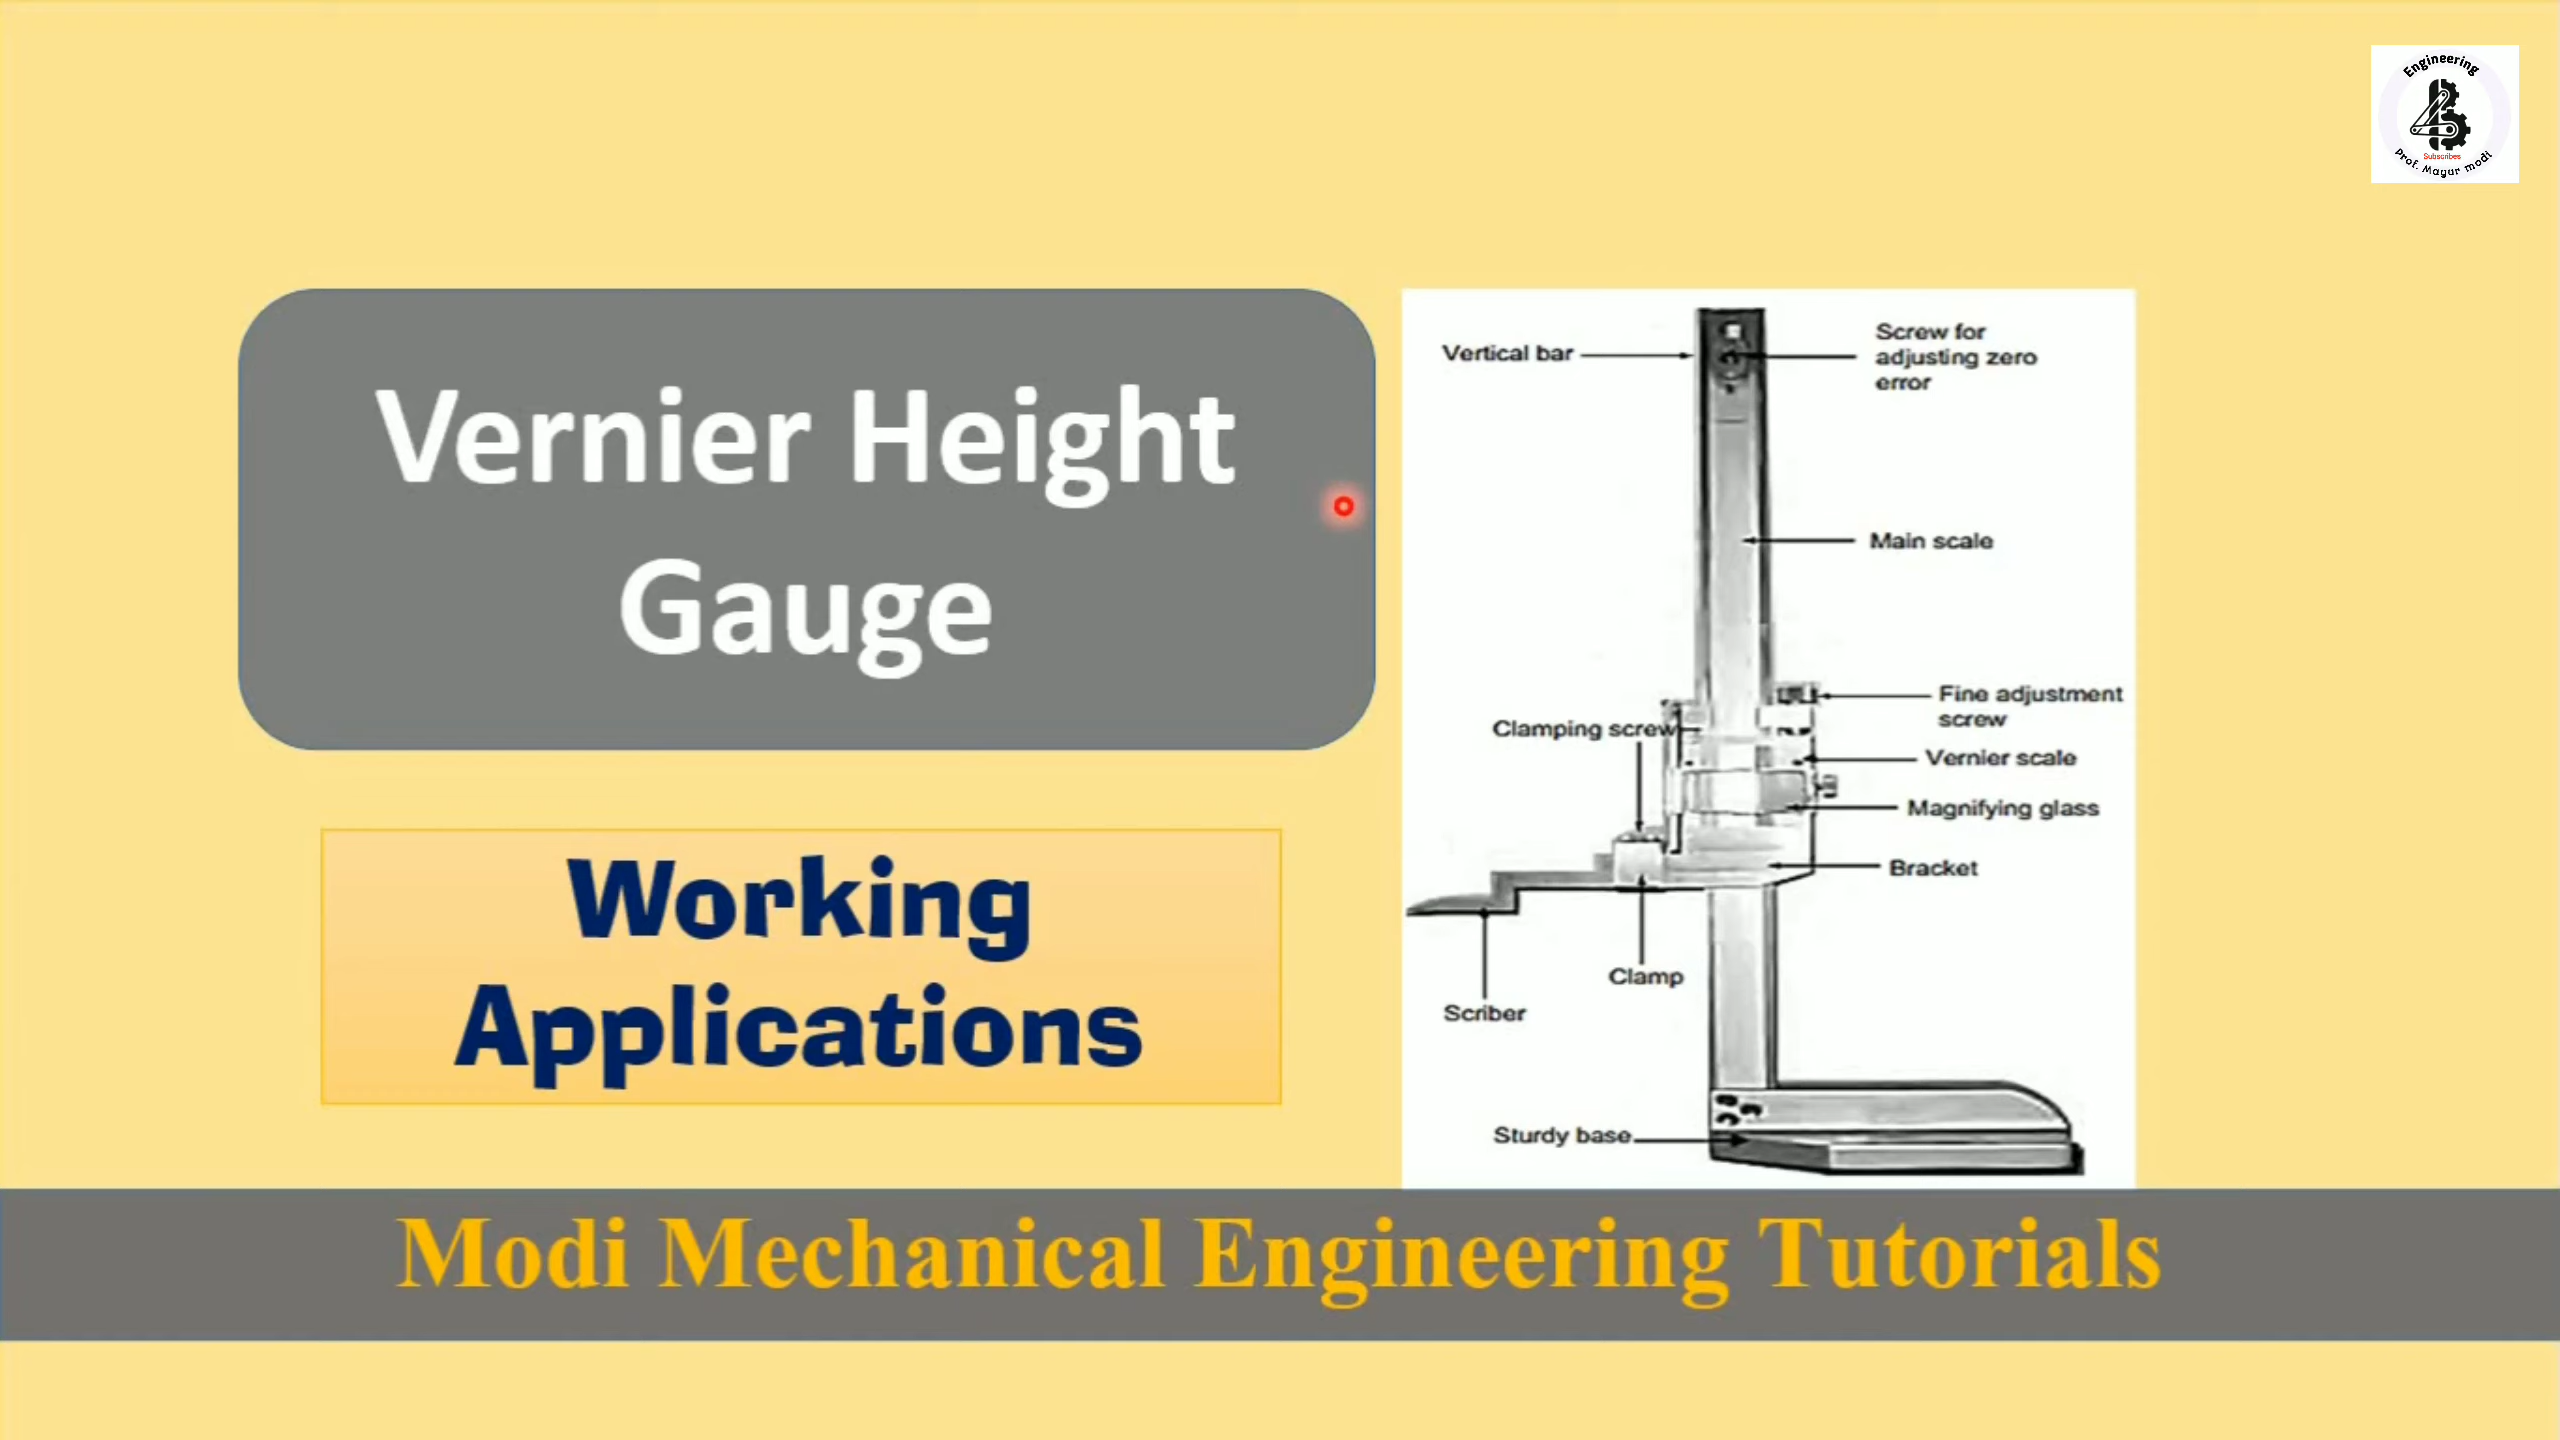 Engineering
Subscribes
Prof. Mayur modi
Vernier Height
Gauge
Working
Applications
Vertical bar
Screw for
adjusting zero
error
Main scale
Fine adjustment
screw
Clamping screw
Vernier scale
Magnifying glass
Bracket
Clamp
Scriber
Sturdy base
Modi Mechanical Engineering Tutorials